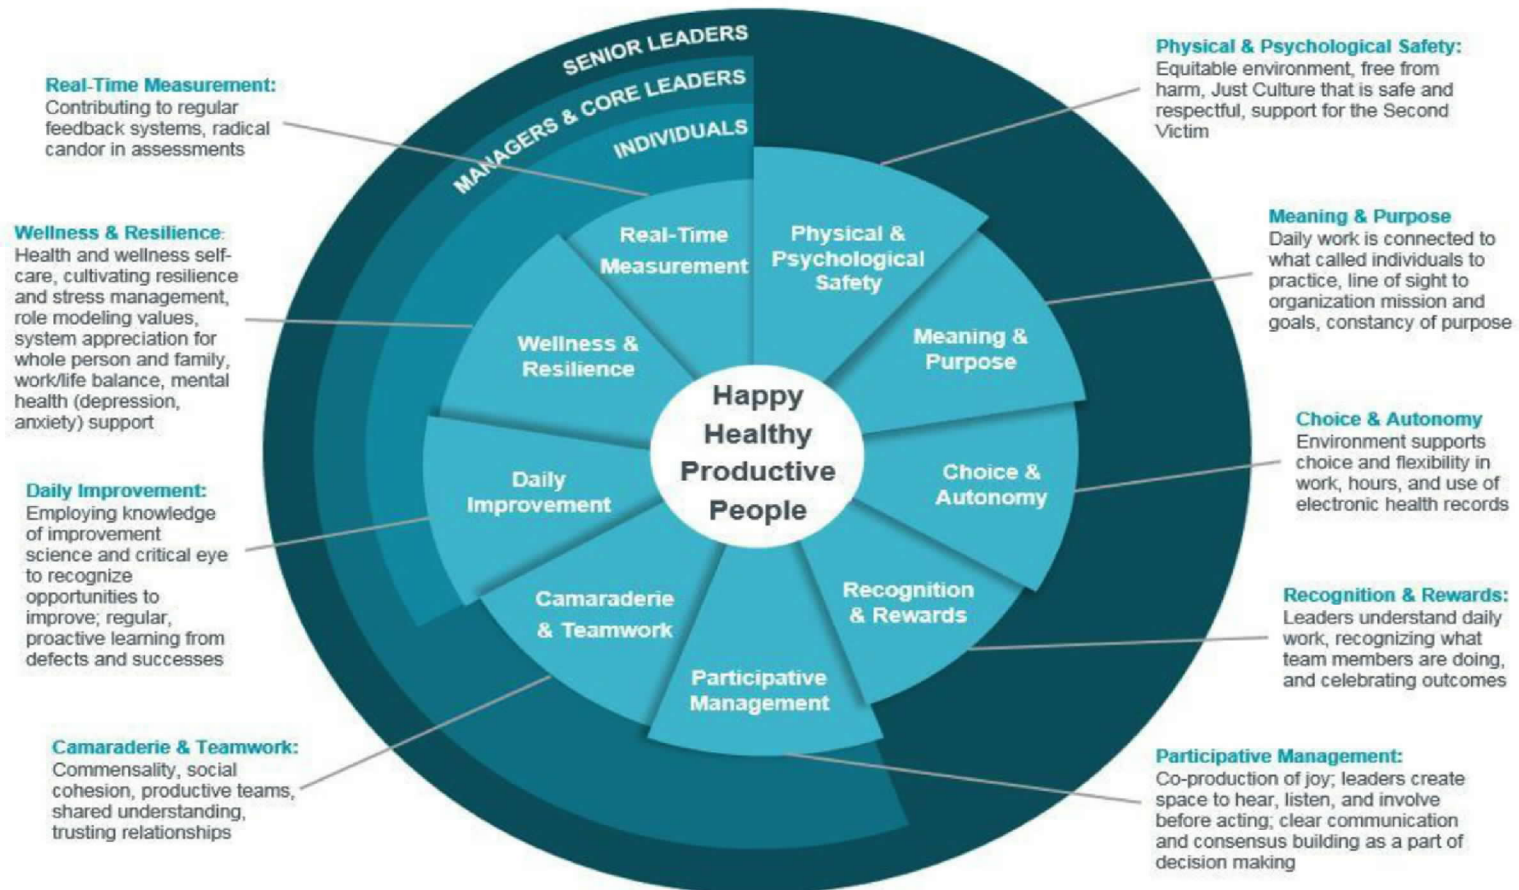 SENIOR LEADERS
MANAGERS & CORE LEADERS
INDIVIDUALS
Real-Time Measurement:
Contributing to regular
feedback systems, radical
candor in assessments
Wellness & Resilience:
Health and wellness self-
care, cultivating resilience
and stress management,
role modeling values,
system appreciation for
whole person and family,
work/life balance, mental
health (depression,
anxiety) support
Daily Improvement:
Employing knowledge
of improvement
science and critical eye
to recognize
opportunities to
improve; regular,
proactive learning from
defects and successes
Camaraderie & Teamwork:
Commensality, social
cohesion, productive teams,
shared understanding,
trusting relationships
Real-Time
Measurement
Physical &
Psychological
Safety
Wellness &
Resilience
Meaning &
Purpose
Happy
Healthy
Productive
People
Daily
Improvement
Choice &
Autonomy
Camaraderie
& Teamwork
Recognition
& Rewards
Participative
Management
Physical & Psychological Safety:
Equitable environment, free from
harm, Just Culture that is safe and
respectful, support for the Second
Victim
Meaning & Purpose
Daily work is connected to
what called individuals to
practice, line of sight to
organization mission and
goals, constancy of purpose
Choice & Autonomy
Environment supports
choice and flexibility in
work, hours, and use of
electronic health records
Recognition & Rewards:
Leaders understand daily
work, recognizing what
team members are doing,
and celebrating outcomes
Participative Management:
Co-production of joy; leaders create
space to hear, listen, and involve
before acting; clear communication
and consensus building as a part of
decision making